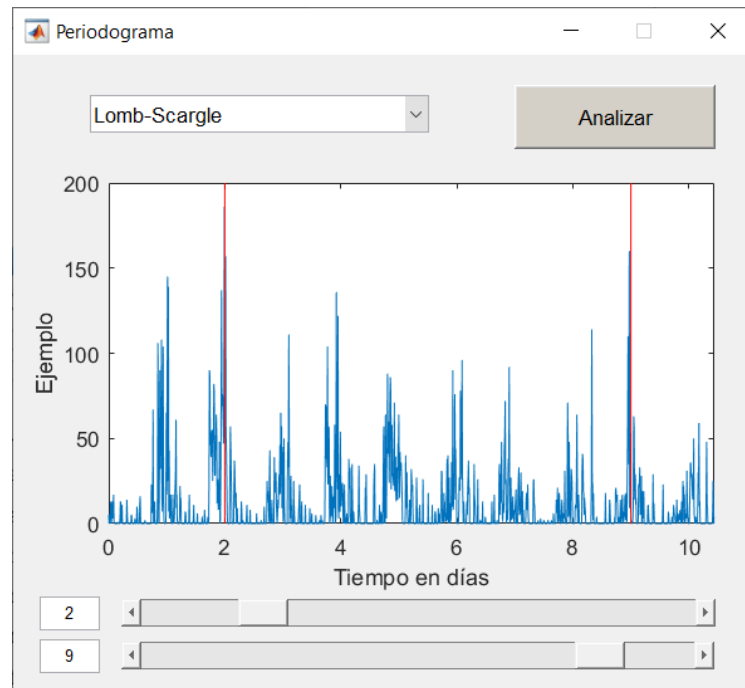 Periodograma
Lomb-Scargle
Analizar
200
150
100
50
0
Ejemplo
0 2 4 6 8 10
Tiempo en días
2
9